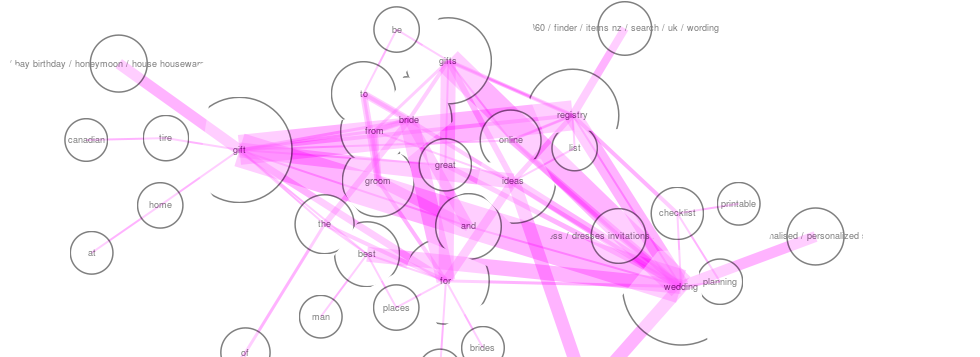 be
'60 / finder / items nz / search / uk / wording
hay birthday / honeymoon / house housewar
gifts
to
registry
bride
from
canadian
tire
gift
online
list
great
groom
ideas
home
printable
checklist
the
and
ss / dresses invitations
nalised / personalized
at
best
for
wedding
planning
places
man
brides
of